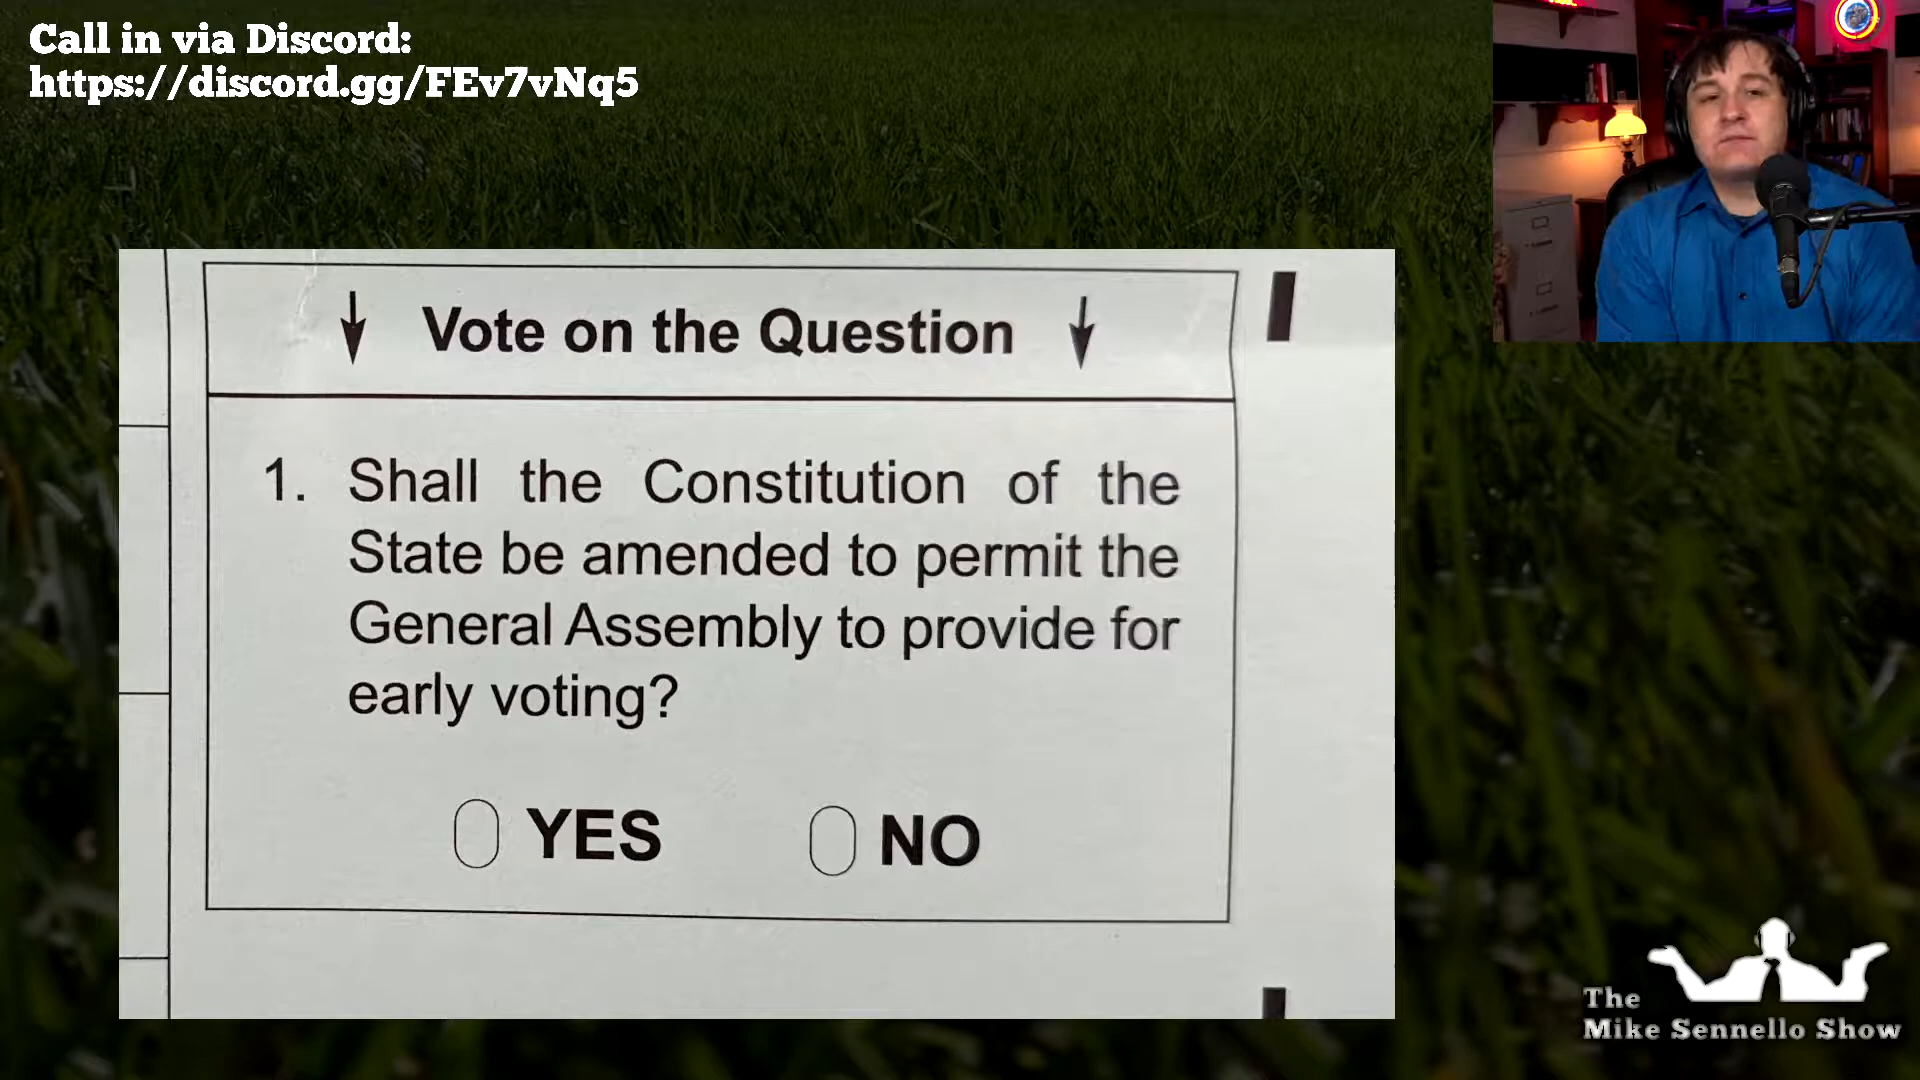 Call in via Discord:
https://discord.gg/FEv7vNq5
Vote on the Question
1. Shall the Constitution of the
State be amended to permit the
General Assembly to provide for
early voting?
YES NO
The
Mike Sennello Show